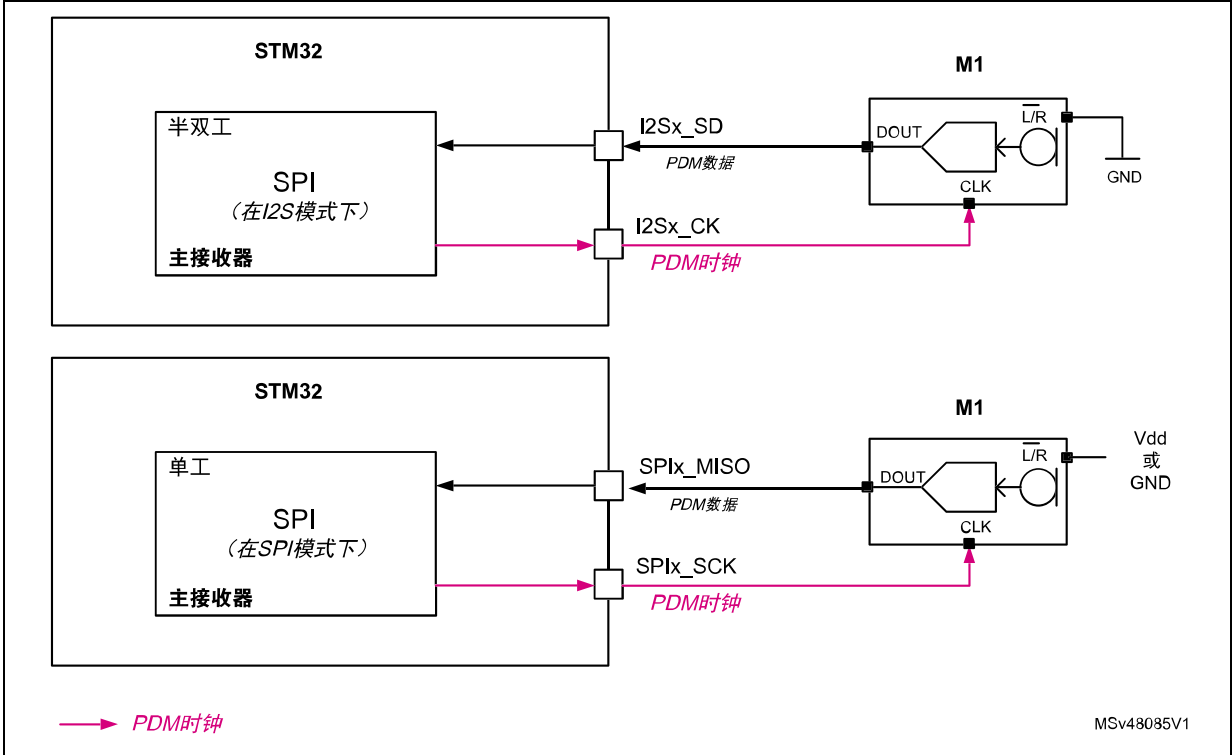 STM32
M1
半双工
SPI
（在I2S模式下）
主接收器
I2Sx_SD
PDM数据
I2Sx_CK
PDM时钟
DOUT
L/R
CLK
GND
STM32
M1
单工
SPI
（在SPI模式下）
主接收器
SPIx_MISO
PDM数据
SPIx_SCK
PDM时钟
DOUT
L/R
CLK
Vdd
或
GND
PDM时钟
MSv48085V1